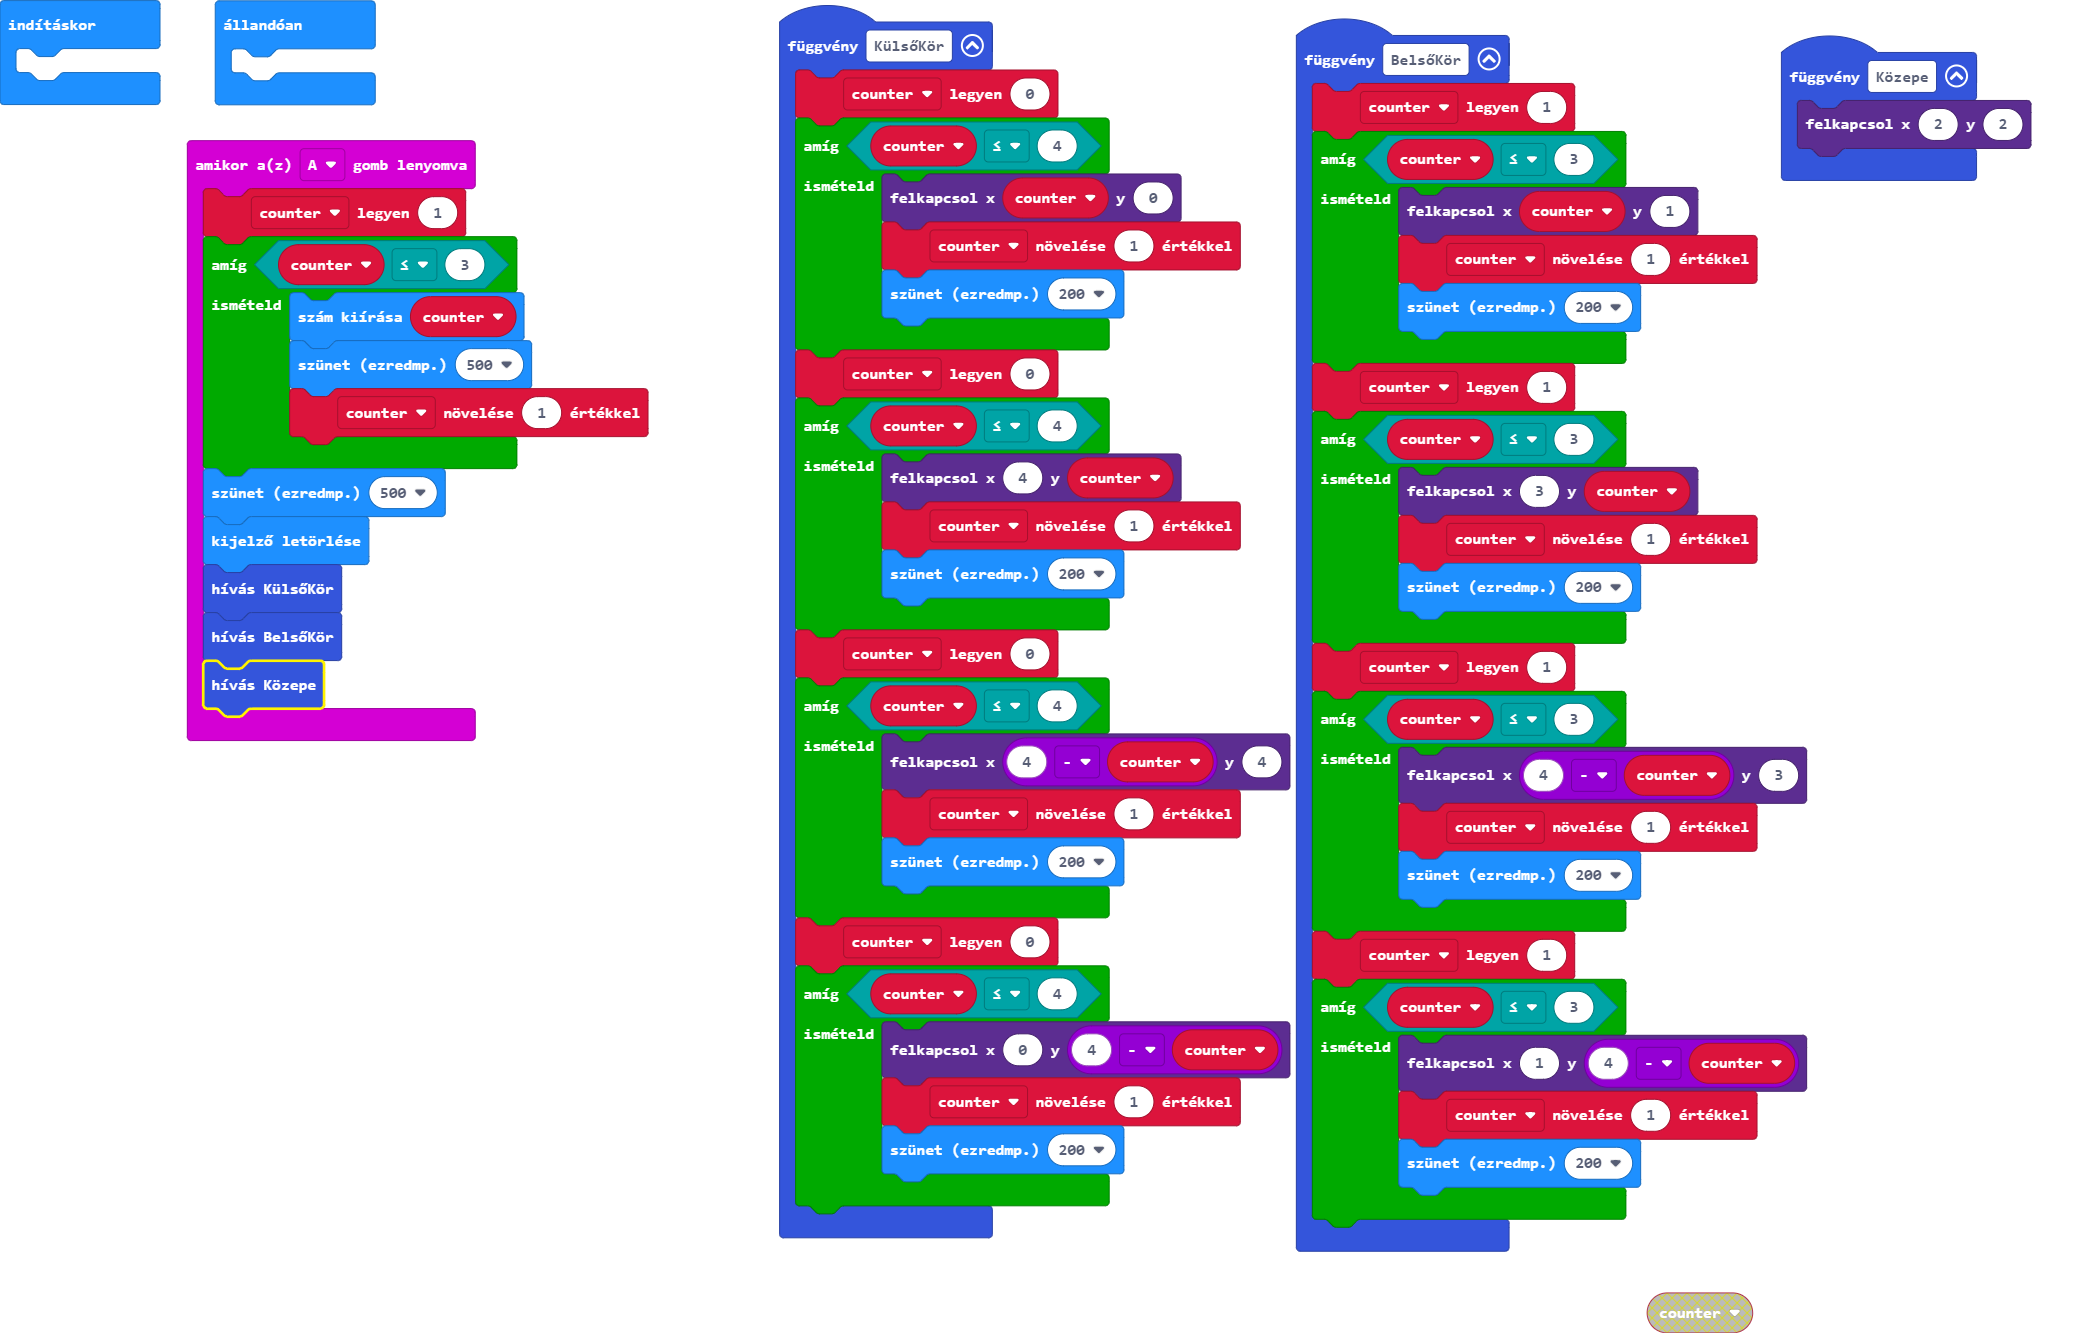 indításkor
állandóan
amikor a(z) A gomb lenyomva
counter legyen 1
amíg counter ≤ 3
ismételd
szám kiírása counter
szünet (ezredmp.) 500
counter növelése 1 értékkel
szünet (ezredmp.) 500
kijelző letörlése
hívás KülsőKör
hívás BelsőKör
hívás Közepe
függvény KülsőKör
counter legyen 0
amíg counter ≤ 4
ismételd
felkapcsol x counter y 0
counter növelése 1 értékkel
szünet (ezredmp.) 200
counter legyen 0
amíg counter ≤ 4
ismételd
felkapcsol x 4 y counter
counter növelése 1 értékkel
szünet (ezredmp.) 200
counter legyen 0
amíg counter ≤ 4
ismételd
felkapcsol x 4 - counter y 4
counter növelése 1 értékkel
szünet (ezredmp.) 200
counter legyen 0
amíg counter ≤ 4
ismételd
felkapcsol x 0 y 4 - counter
counter növelése 1 értékkel
szünet (ezredmp.) 200
függvény BelsőKör
counter legyen 1
amíg counter ≤ 3
ismételd
felkapcsol x counter y 1
counter növelése 1 értékkel
szünet (ezredmp.) 200
counter legyen 1
amíg counter ≤ 3
ismételd
felkapcsol x 3 y counter
counter növelése 1 értékkel
szünet (ezredmp.) 200
counter legyen 1
amíg counter ≤ 3
ismételd
felkapcsol x 4 - counter y 3
counter növelése 1 értékkel
szünet (ezredmp.) 200
counter legyen 1
amíg counter ≤ 3
ismételd
felkapcsol x 1 y 4 - counter
counter növelése 1 értékkel
szünet (ezredmp.) 200
függvény Közepe
felkapcsol x 2 y 2
counter